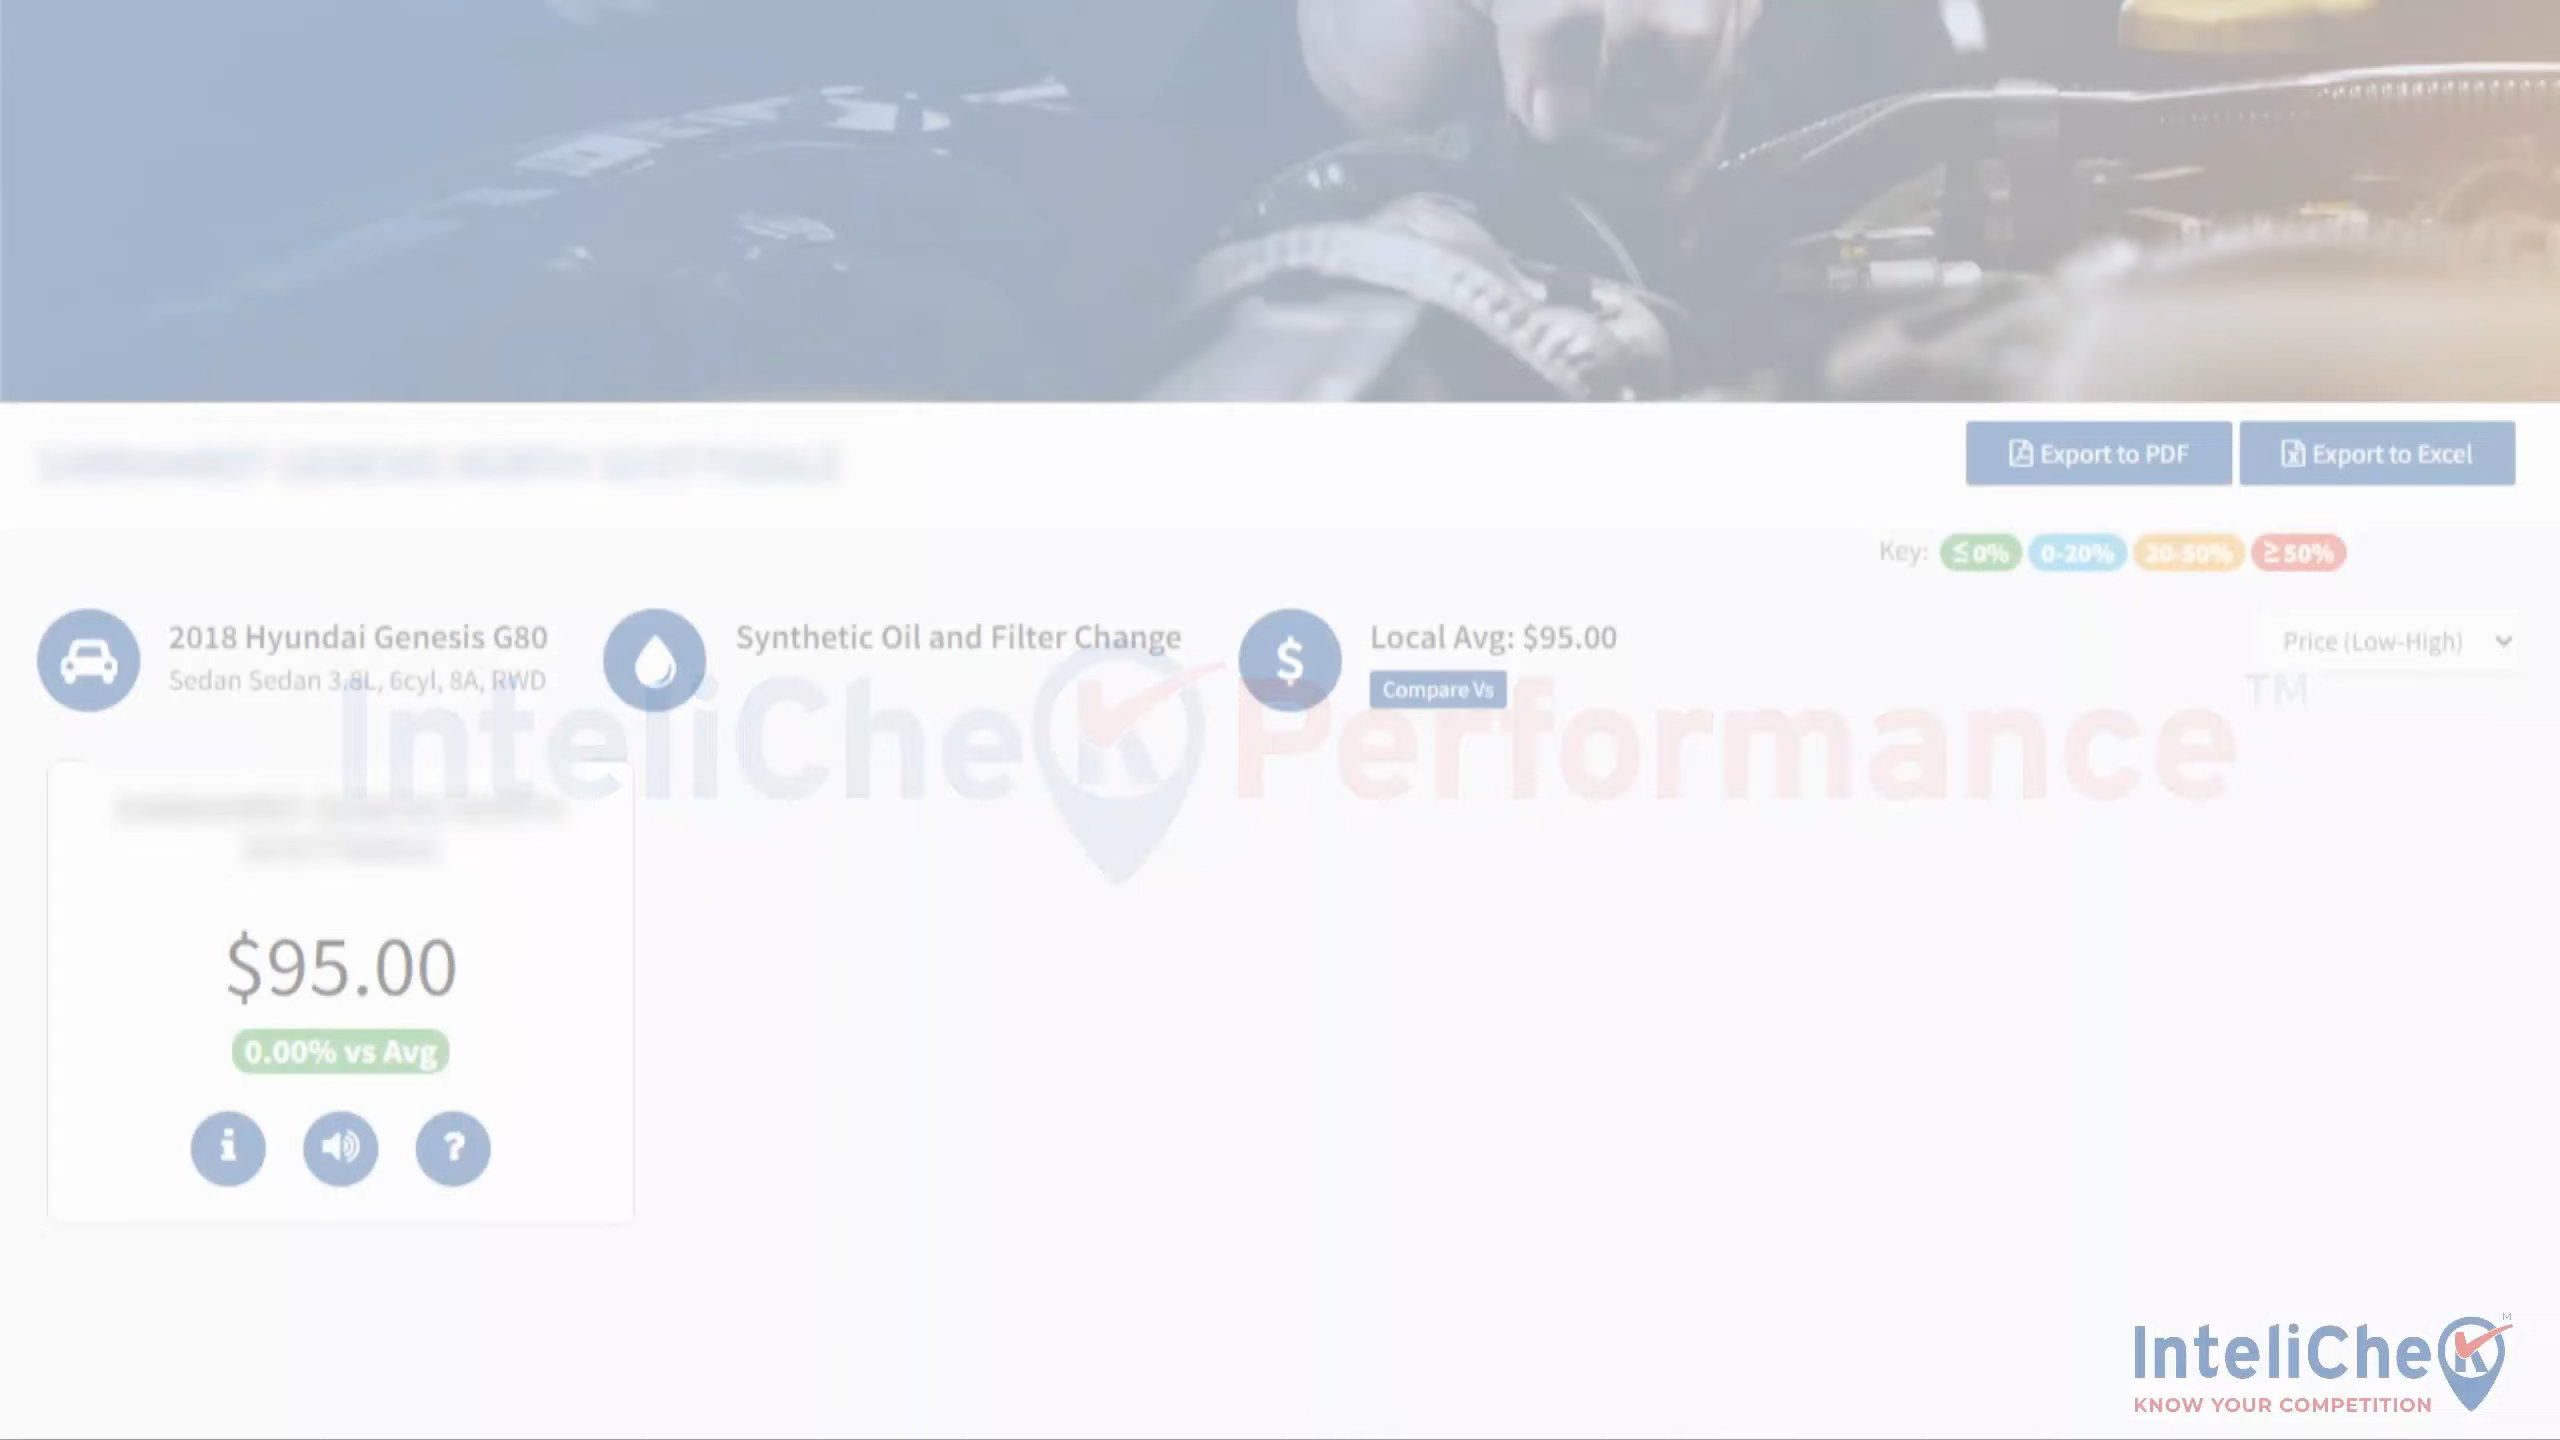 Export to PDF
Export to Excel
Key: ≤0% 0-20% 20-50% ≥50%
2018 Hyundai Genesis G80
Sedan Sedan 3.8L, 6cyl, 8A, RWD
Synthetic Oil and Filter Change
Local Avg: $95.00
Compare Vs
Price (Low-High)
InteliCheK Performance TM
$95.00
0.00% vs Avg
InteliCheK
KNOW YOUR COMPETITION